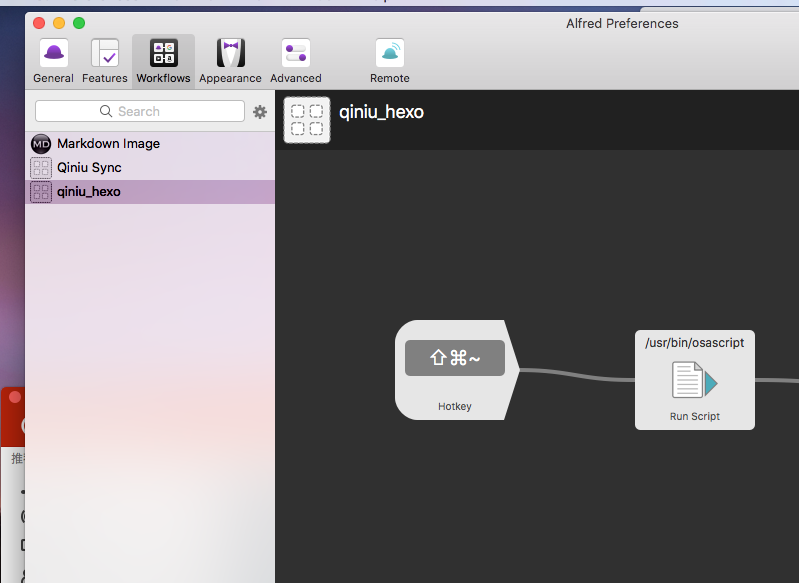 Alfred Preferences
General
Features
Workflows
Appearance
Advanced
Remote
Search
qiniu_hexo
MD
Markdown Image
Qiniu Sync
qiniu_hexo
⇧⌘~
Hotkey
/usr/bin/osascript
Run Script
推